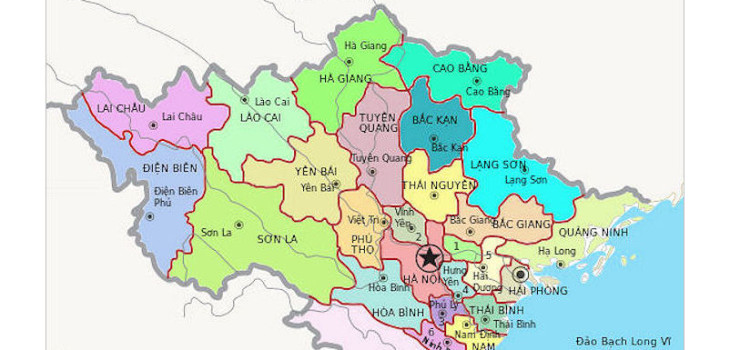 Hà Giang
HÀ GIANG
CAO BẰNG
Cao Bằng
LAI CHÂU
Lai Châu
Lào Cai
LÀO CAI
TUYÊN
QUANG
Tuyên Quang
BẮC KẠN
Bắc Kạn
LẠNG SƠN
Lạng Sơn
ĐIỆN BIÊN
Điện Biên
Phủ
YÊN BÁI
Yên Bái
THÁI NGUYÊN
Sơn La
SƠN LA
Việt Trì
PHÚ
THỌ
Vĩnh
Yên
2
Bắc Giang
BẮC GIANG
QUẢNG NINH
Hạ Long
1
5
HÀ NỘI
Hưng
Yên
Hải
Dương
HẢI PHÒNG
Hòa Bình
HÒA BÌNH
4
Phủ Lý
3
THÁI BÌNH
Thái Bình
6
Nam Định
NAM
Đảo Bạch Long Vĩ